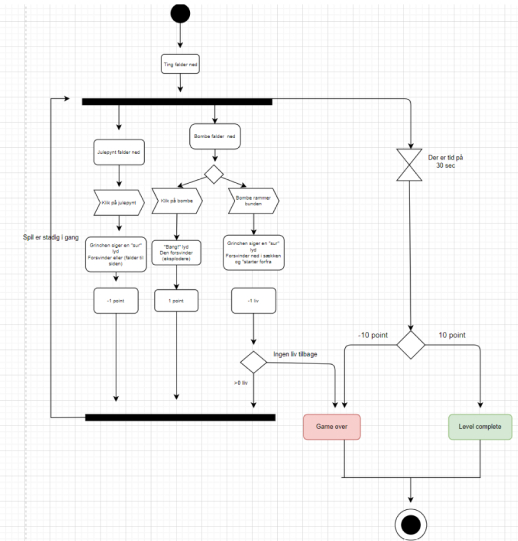 Ting falder ned
Bombe falder ned
Julepynt falder ned
Der er tid på
30 sec
Klik på julepynt
Klik på bombe
Bombe rammer
bunden
Spil er stadig i gang
Grinchen siger en "sur"
lyd
Forsvinder eller (falder til
siden)
"Bang!" lyd
Den forsvinder
(eksplodere)
Grinchen siger en "sur"
lyd
Forsvinder ned i sækken
og "starter forfra
-1 point
1 point
-1 liv
-10 point
10 point
Ingen liv tilbage
>0 liv
Game over
Level complete